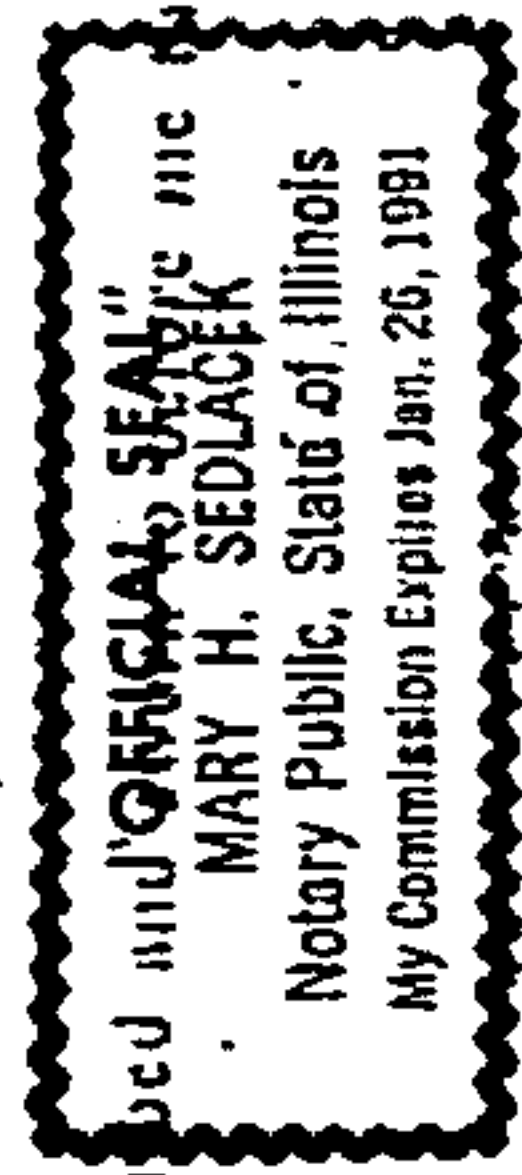 "OFFICIAL SEAL"
MARY H. SEDLACEK
Notary Public, State of Illinois
My Commission Expires Jan. 26, 1991